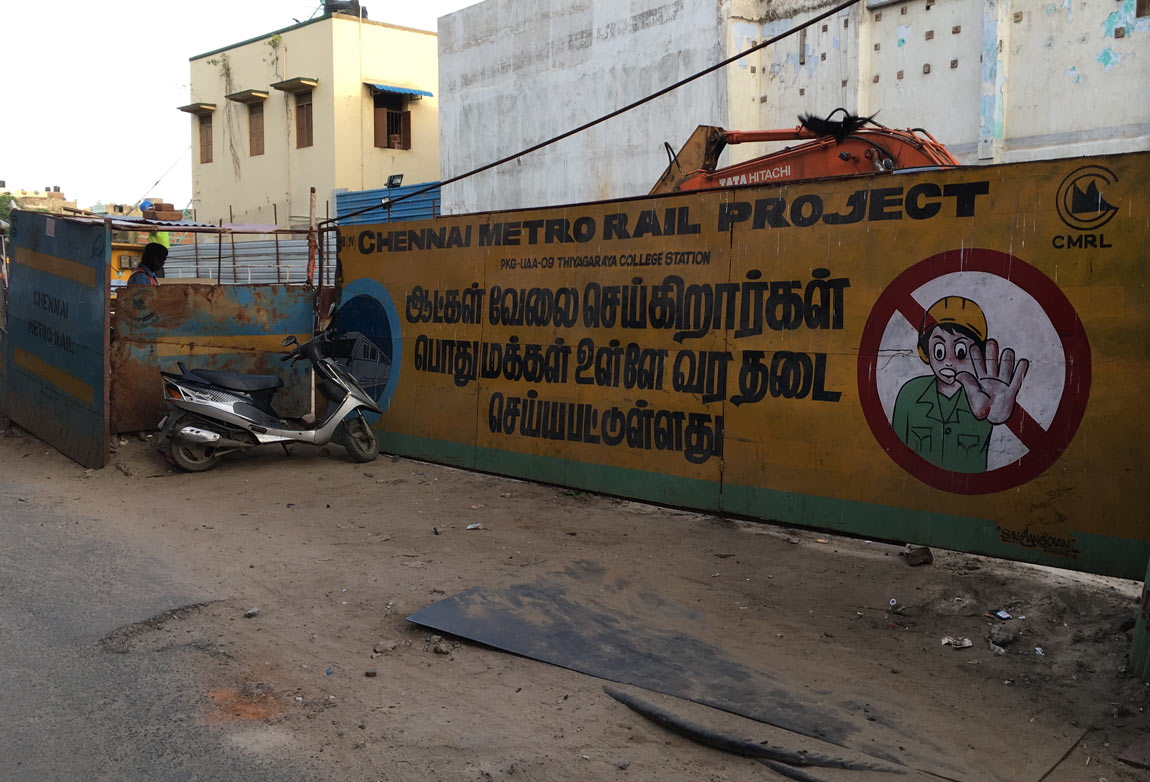 CHENNAI METRO RAIL PROJECT
PKG-UAA-09 THIYAGARAYA COLLEGE STATION
ஆட்கள் வேலை செய்கிறார்கள்
பொது மக்கள் உள்ளே வர தடை
செய்யபட்டுள்ளது
CMRL
TATA HITACHI
CHENNAI
METRO RAIL